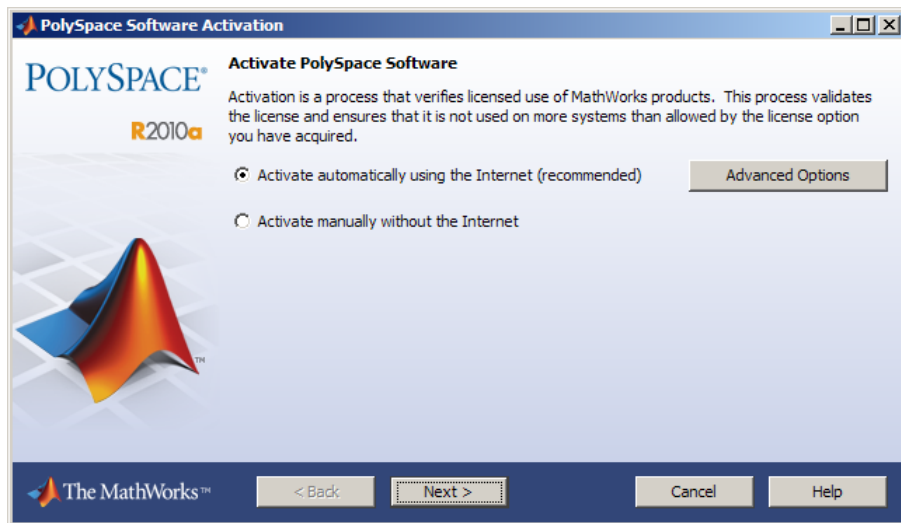 PolySpace Software Activation
POLYSPACE®
R2010a
Activate PolySpace Software
Activation is a process that verifies licensed use of MathWorks products. This process validates
the license and ensures that it is not used on more systems than allowed by the license option
you have acquired.
Activate automatically using the Internet (recommended)
Advanced Options
Activate manually without the Internet
TM
The MathWorks™
< Back
Next >
Cancel
Help